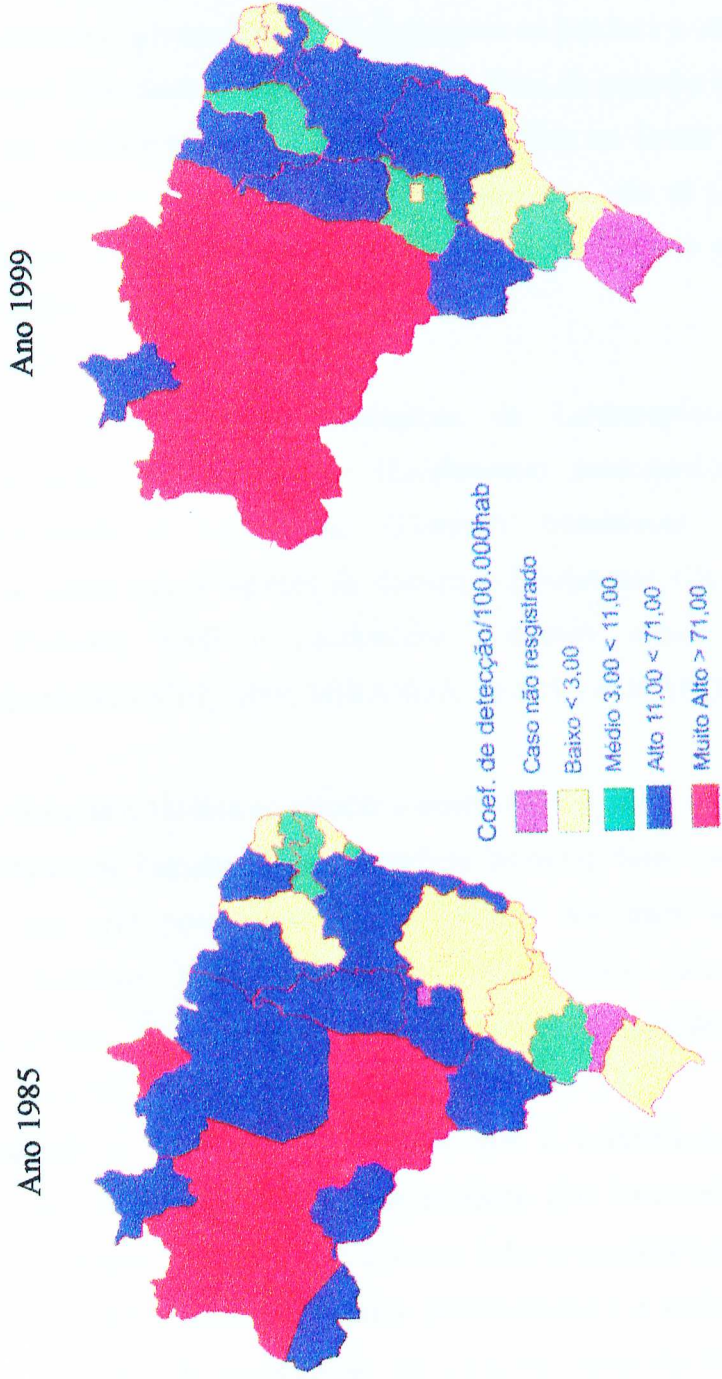 Ano 1985
Ano 1999
Coef. de detecção/100.000hab
Caso não resgistrado
Baixo < 3,00
Médio 3,00 < 11,00
Alto 11,00 < 71,00
Muito Alto > 71,00